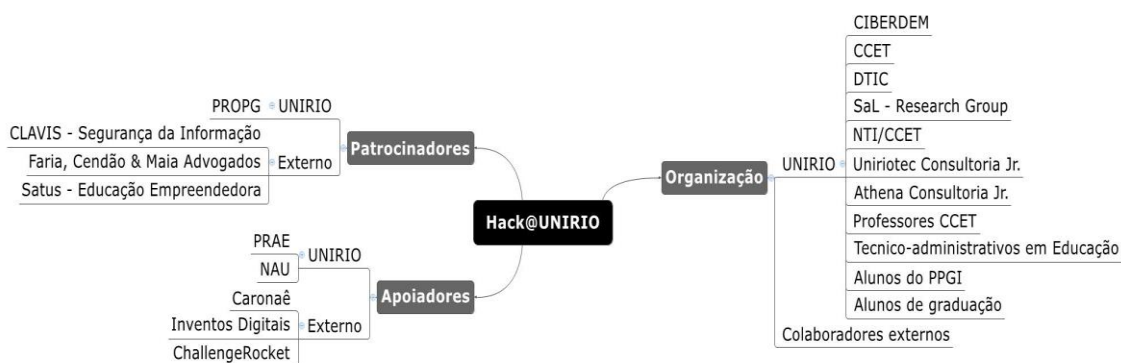 Hack@UNIRIO
Patrocinadores
UNIRIO
PROPG
Externo
CLAVIS - Segurança da Informação
Faria, Cendão & Maia Advogados
Satus - Educação Empreendedora
Apoiadores
UNIRIO
PRAE
NAU
Externo
Caronaê
Inventos Digitais
ChallengeRocket
Organização
UNIRIO
CIBERDEM
CCET
DTIC
SaL - Research Group
NTI/CCET
Uniriotec Consultoria Jr.
Athena Consultoria Jr.
Professores CCET
Tecnico-administrativos em Educação
Alunos do PPGI
Alunos de graduação
Colaboradores externos